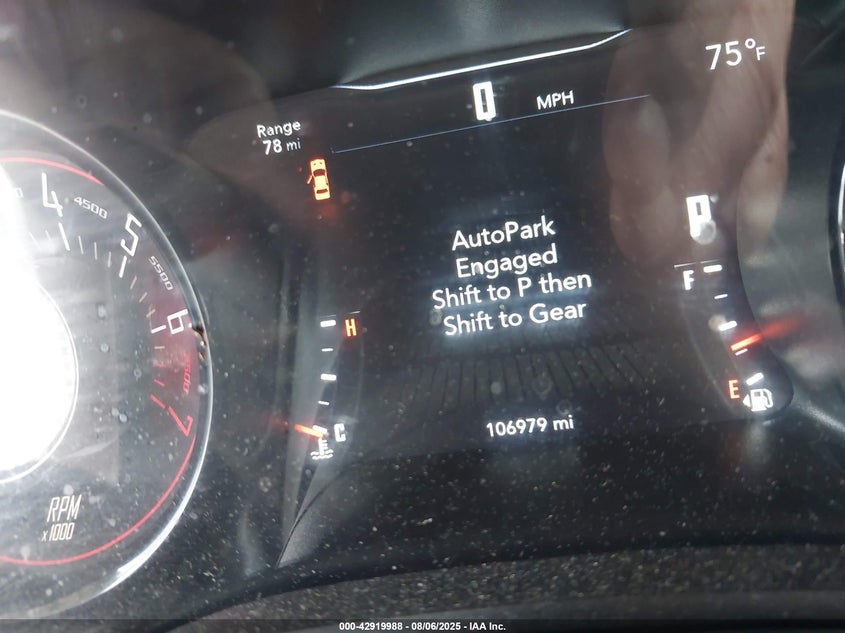 75°F
0 MPH
Range
78 mi
4
4500
5
5500
6
7
AutoPark
Engaged
Shift to P then
Shift to Gear
F
H
E
C
106979 mi
RPM
x 1000
000-42919988 - 08/06/2025 - IAA Inc.